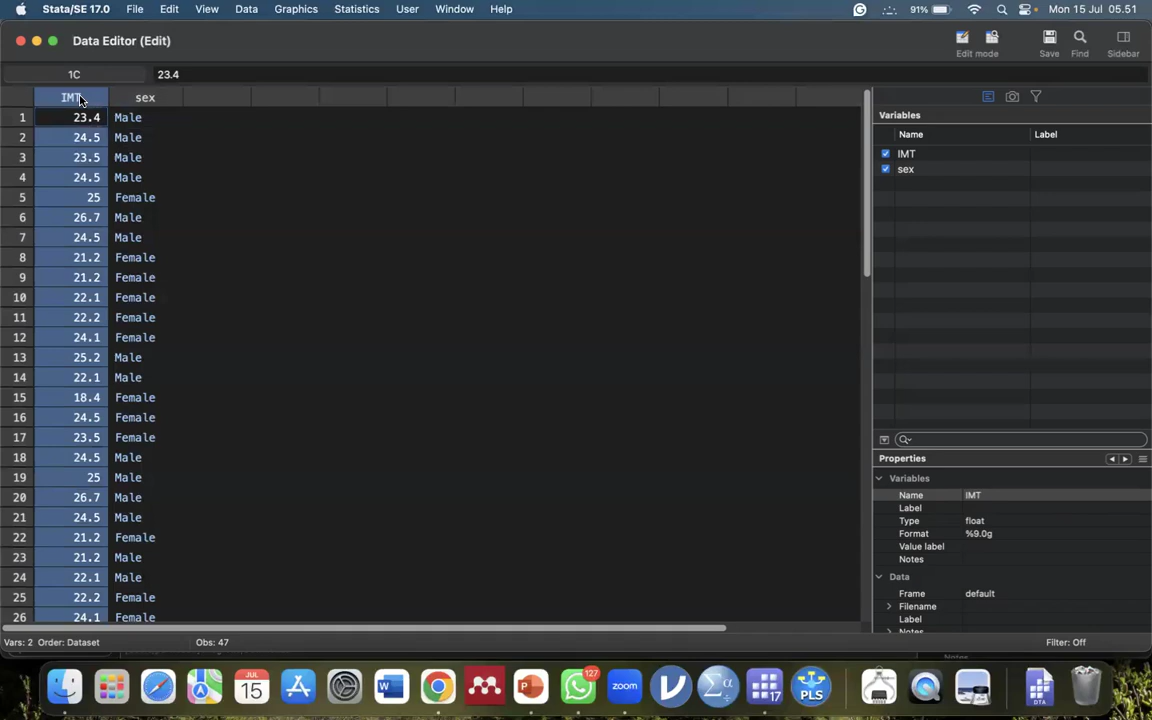 Stata/SE 17.0 File Edit View Data Graphics Statistics User Window Help 91% Mon 15 Jul 05.51
Data Editor (Edit)
Edit mode Save Find Sidebar
1C 23.4
IMT sex
1 23.4 Male
2 24.5 Male
3 23.5 Male
4 24.5 Male
5 25 Female
6 26.7 Male
7 24.5 Male
8 21.2 Female
9 21.2 Female
10 22.1 Female
11 22.2 Female
12 24.1 Female
13 25.2 Male
14 22.1 Male
15 18.4 Female
16 24.5 Female
17 23.5 Female
18 24.5 Male
19 25 Male
20 26.7 Male
21 24.5 Male
22 21.2 Female
23 21.2 Male
24 22.1 Male
25 22.2 Female
26 24.1 Female
Variables
Name Label
IMT
sex
Properties
Variables
Name IMT
Label
Type float
Format %9.0g
Value label
Notes
Data
Frame default
Filename
Label
Notes
Vars: 2 Order: Dataset Obs: 47 Filter: Off
Notes
JUL
15
W
P
127
zoom
V
Σα
17
PLS
DTA